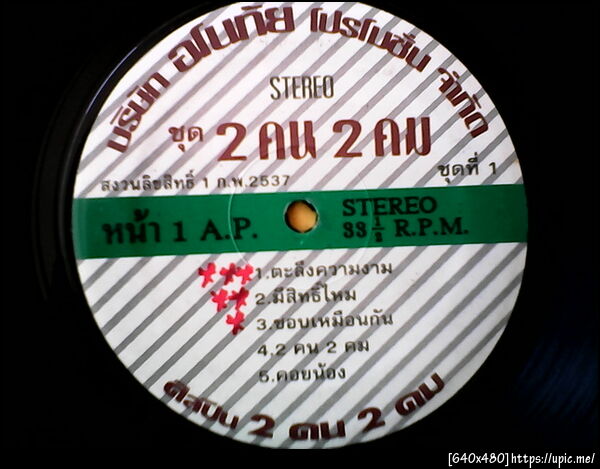 บริษัท อโนทัย โปรโมชั่น จำกัด
STEREO
ชุด 2 คน 2 คม
ชุดที่ 1
สงวนลิขสิทธิ์ 1 ก.พ.2537
หน้า 1 A.P.
STEREO
33 1/3 R.P.M.
1.ตะลึงความงาม
2.มีสิทธิ์ไหม
3.ชอบเหมือนกัน
4.2 คน 2 คม
5.คอยน้อง
ศิลปิน 2 คน 2 คม
[640x480]https://upic.me/